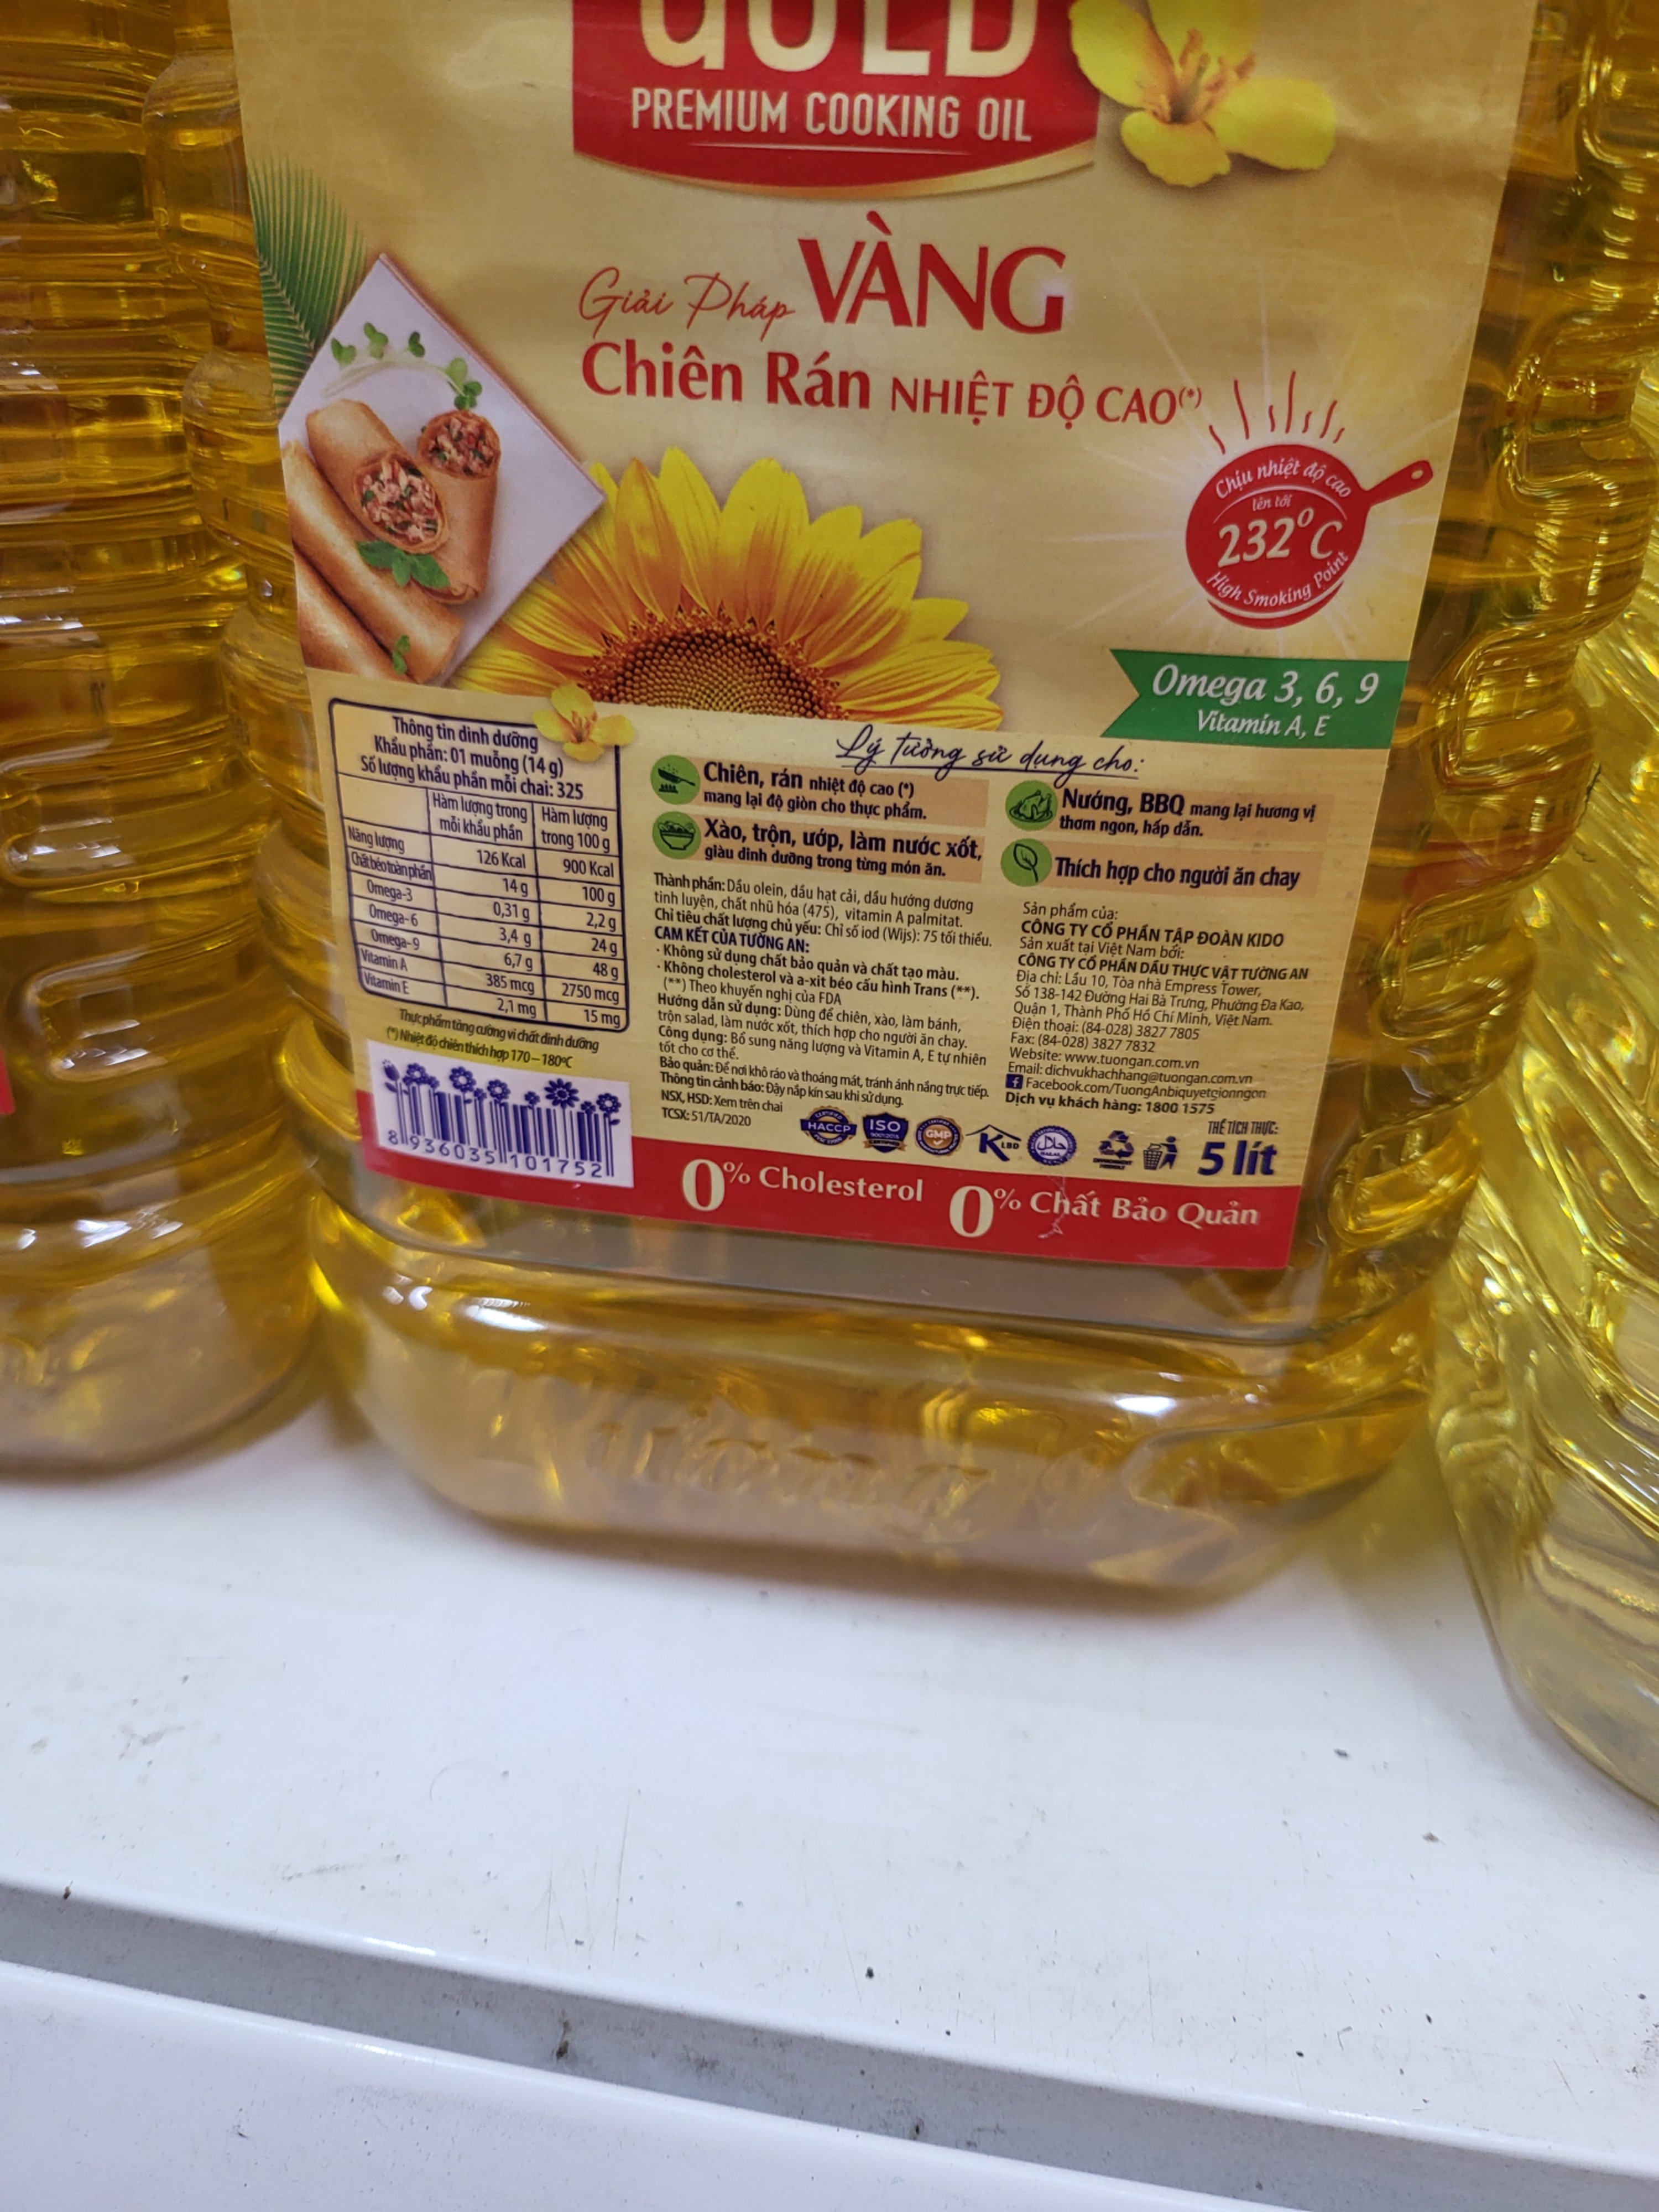 GOLD
PREMIUM COOKING OIL
Giải Pháp VÀNG
Chiên Rán NHIỆT ĐỘ CAO(*)
Chịu nhiệt độ cao
lên tới
232°C
High Smoking Point
Omega 3, 6, 9
Vitamin A, E
Thông tin dinh dưỡng
Khẩu phần: 01 muỗng (14 g)
Số lượng khẩu phần mỗi chai: 325
Hàm lượng trong mỗi khẩu phần | Hàm lượng trong 100 g
Năng lượng 126 Kcal 900 Kcal
Chất béo toàn phần 14 g 100 g
Omega-3 0,31 g 2,2 g
Omega-6 3,4 g 24 g
Omega-9 6,7 g 48 g
Vitamin A 385 mcg 2750 mcg
Vitamin E 2,1 mg 15 mg
Thực phẩm tăng cường vi chất dinh dưỡng
(*) Nhiệt độ chiên thích hợp 170 – 180°C
8 936035 101752
Lý tưởng sử dụng cho:
Chiên, rán nhiệt độ cao (*)
mang lại độ giòn cho thực phẩm.
Xào, trộn, ướp, làm nước xốt,
giàu dinh dưỡng trong từng món ăn.
Nướng, BBQ mang lại hương vị
thơm ngon, hấp dẫn.
Thích hợp cho người ăn chay
Thành phần: Dầu olein, dầu hạt cải, dầu hướng dương
tinh luyện, chất nhũ hóa (475), vitamin A palmitat.
Chỉ tiêu chất lượng chủ yếu: Chỉ số iod (Wijs): 75 tối thiểu.
CAM KẾT CỦA TƯỜNG AN:
· Không sử dụng chất bảo quản và chất tạo màu.
· Không cholesterol và a-xit béo cấu hình Trans (**).
(**) Theo khuyến nghị của FDA
Hướng dẫn sử dụng: Dùng để chiên, xào, làm bánh,
trộn salad, làm nước xốt, thích hợp cho người ăn chay.
Công dụng: Bổ sung năng lượng và Vitamin A, E tự nhiên
tốt cho cơ thể.
Bảo quản: Để nơi khô ráo và thoáng mát, tránh ánh nắng trực tiếp.
Thông tin cảnh báo: Đậy nắp kín sau khi sử dụng.
NSX, HSD: Xem trên chai
TCSX: 51/TA/2020
Sản phẩm của:
CÔNG TY CỔ PHẦN TẬP ĐOÀN KIDO
Sản xuất tại Việt Nam bởi:
CÔNG TY CỔ PHẦN DẦU THỰC VẬT TƯỜNG AN
Địa chỉ: Lầu 10, Tòa nhà Empress Tower,
Số 138-142 Đường Hai Bà Trưng, Phường Đa Kao,
Quận 1, Thành Phố Hồ Chí Minh, Việt Nam.
Điện thoại: (84-028) 3827 7805
Fax: (84-028) 3827 7832
Website: www.tuongan.com.vn
Email: dichvukhachhang@tuongan.com.vn
Facebook.com/TuongAnbiquyetgionngon
Dịch vụ khách hàng: 1800 1575
HACCP
ISO
GMP
K LBD
HALAL
THỂ TÍCH THỰC:
5 lít
0% Cholesterol
0% Chất Bảo Quản
Tường